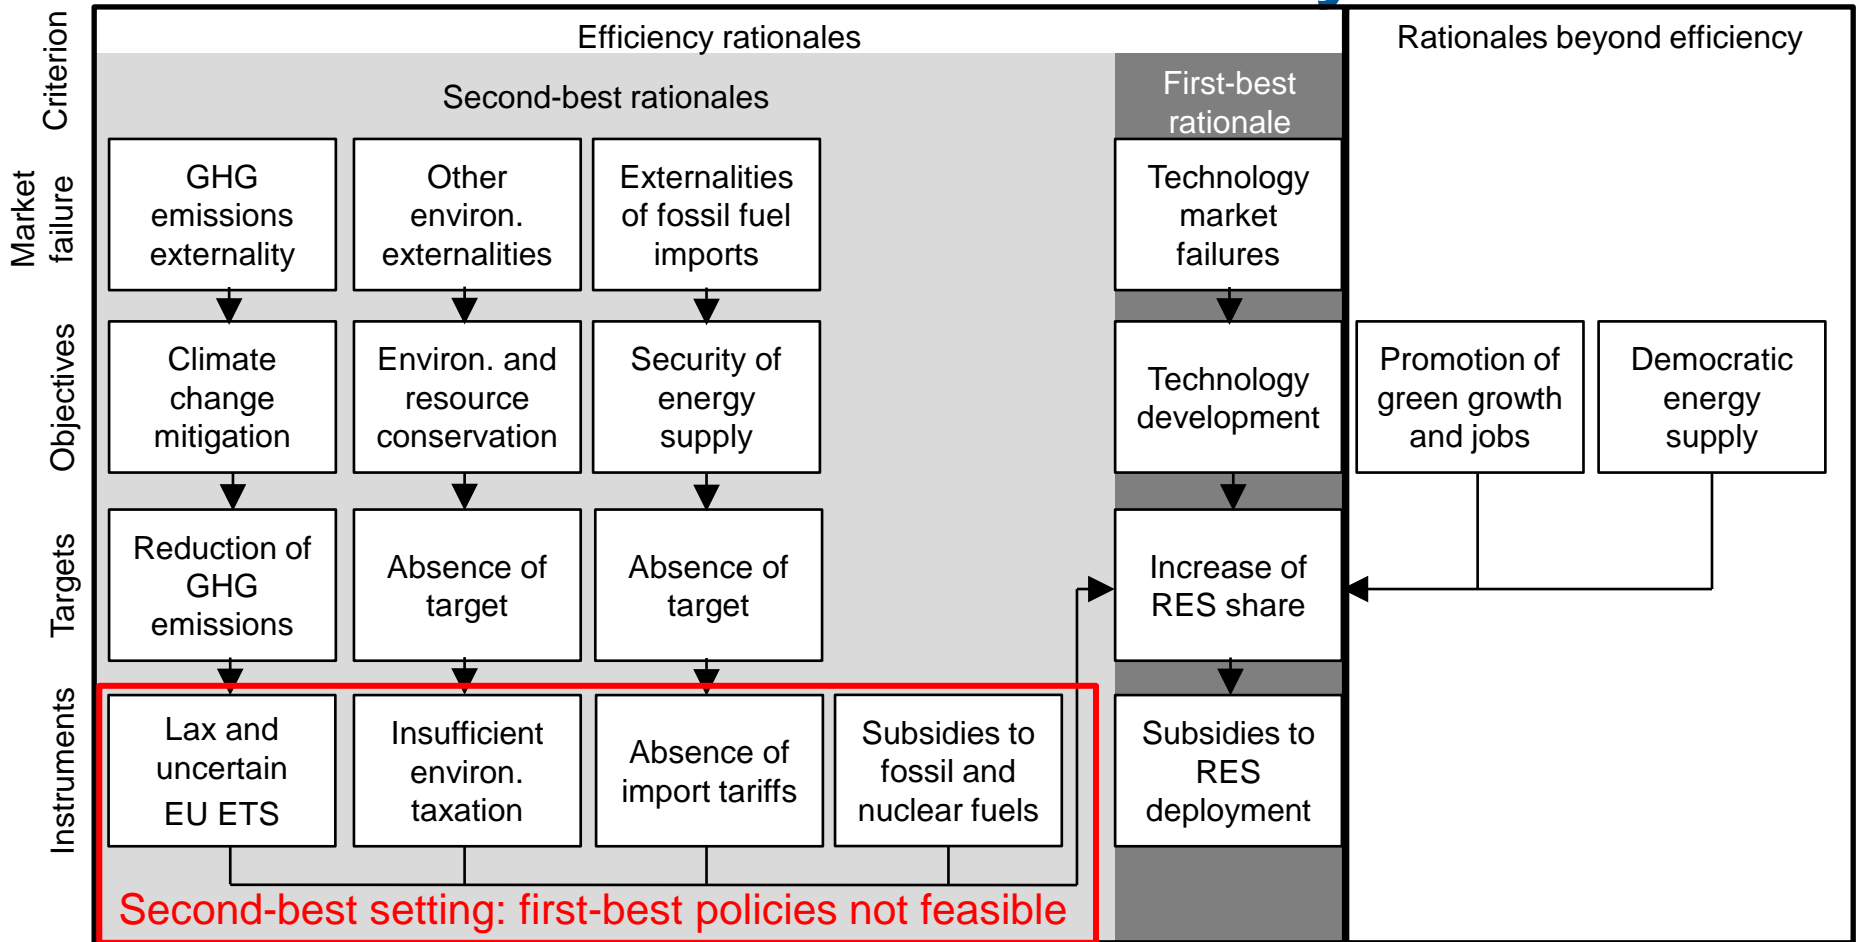 Criterion
Efficiency rationales
Rationales beyond efficiency
Second-best rationales
First-best
rationale
Market
failure
GHG
emissions
externality
Other
environ.
externalities
Externalities
of fossil fuel
imports
Technology
market
failures
Objectives
Climate
change
mitigation
Environ. and
resource
conservation
Security of
energy
supply
Technology
development
Promotion of
green growth
and jobs
Democratic
energy
supply
Targets
Reduction of
GHG
emissions
Absence of
target
Absence of
target
Increase of
RES share
Instruments
Lax and
uncertain
EU ETS
Insufficient
environ.
taxation
Absence of
import tariffs
Subsidies to
fossil and
nuclear fuels
Subsidies to
RES
deployment
Second-best setting: first-best policies not feasible